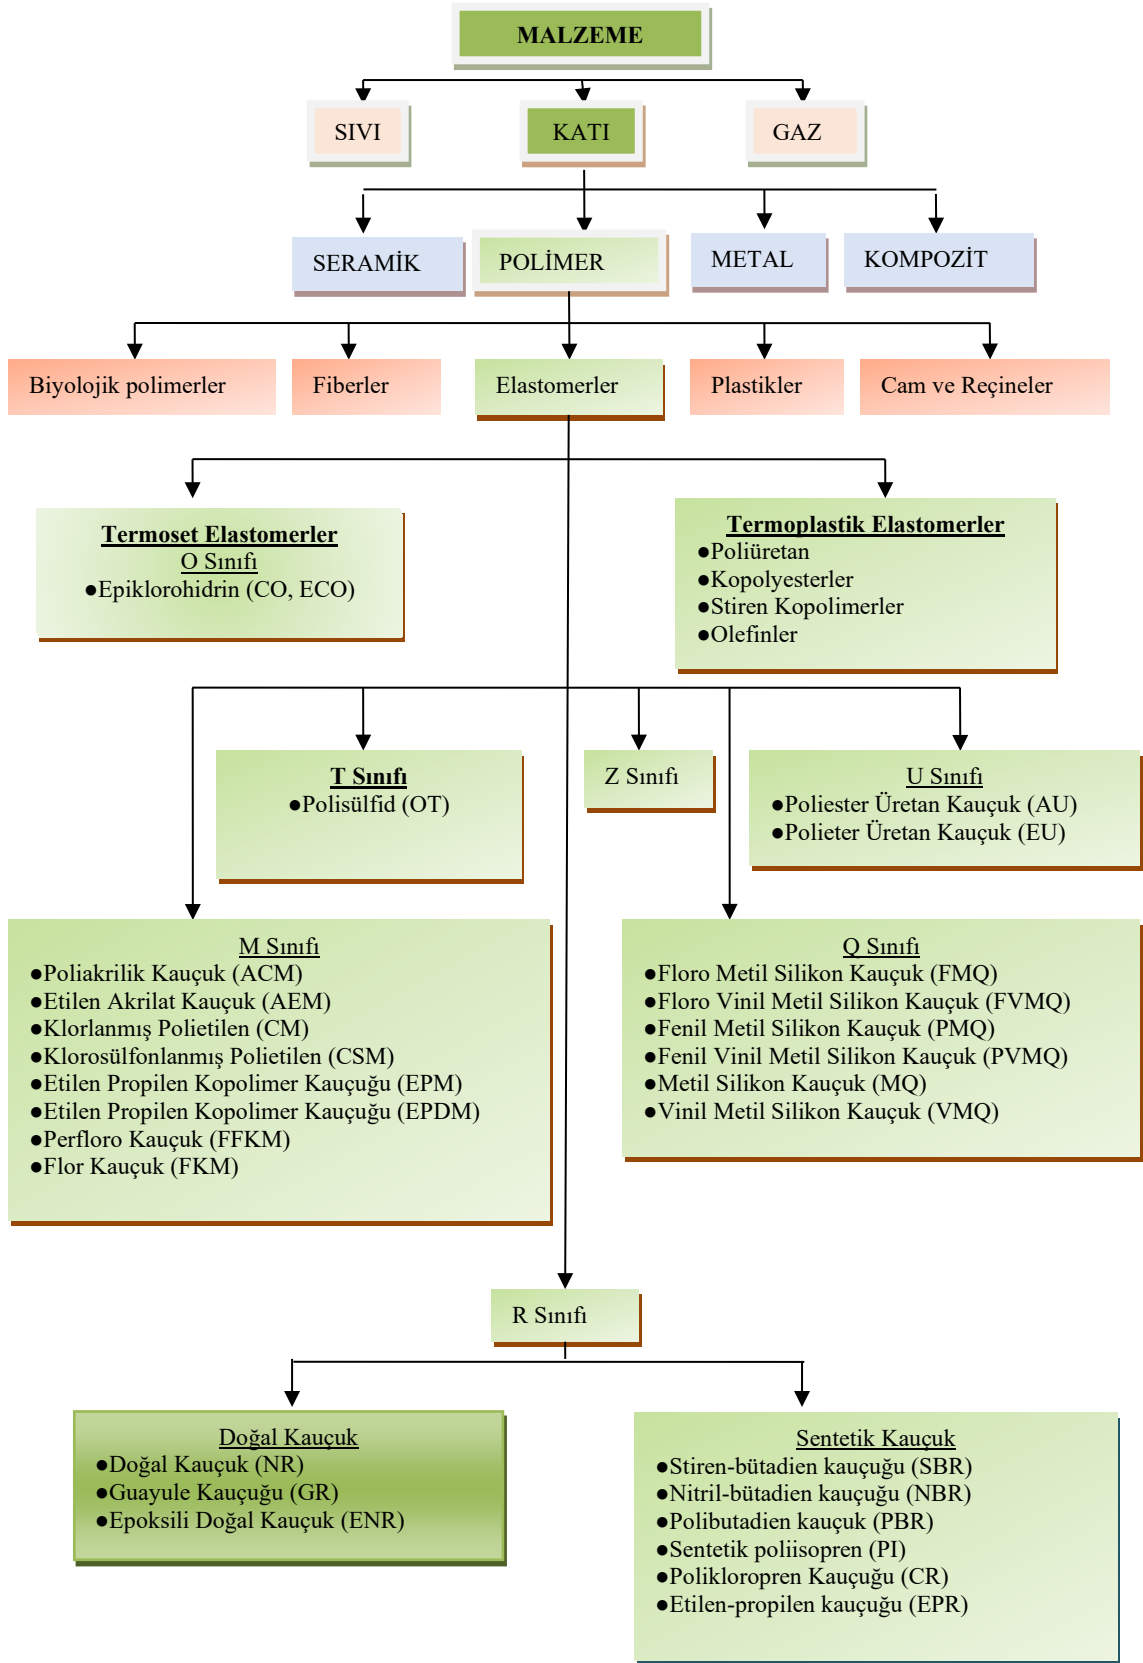 MALZEME
SIVI
KATI
GAZ
SERAMİK
POLİMER
METAL
KOMPOZİT
Biyolojik polimerler
Fiberler
Elastomerler
Plastikler
Cam ve Reçineler
Termoset Elastomerler
O Sınıfı
●Epiklorohidrin (CO, ECO)
Termoplastik Elastomerler
●Poliüretan
●Kopolyesterler
●Stiren Kopolimerler
●Olefinler
T Sınıfı
●Polisülfid (OT)
Z Sınıfı
U Sınıfı
●Poliester Üretan Kauçuk (AU)
●Polieter Üretan Kauçuk (EU)
M Sınıfı
●Poliakrilik Kauçuk (ACM)
●Etilen Akrilat Kauçuk (AEM)
●Klorlanmış Polietilen (CM)
●Klorosülfonlanmış Polietilen (CSM)
●Etilen Propilen Kopolimer Kauçuğu (EPM)
●Etilen Propilen Kopolimer Kauçuğu (EPDM)
●Perfloro Kauçuk (FFKM)
●Flor Kauçuk (FKM)
Q Sınıfı
●Floro Metil Silikon Kauçuk (FMQ)
●Floro Vinil Metil Silikon Kauçuk (FVMQ)
●Fenil Metil Silikon Kauçuk (PMQ)
●Fenil Vinil Metil Silikon Kauçuk (PVMQ)
●Metil Silikon Kauçuk (MQ)
●Vinil Metil Silikon Kauçuk (VMQ)
R Sınıfı
Doğal Kauçuk
●Doğal Kauçuk (NR)
●Guayule Kauçuğu (GR)
●Epoksili Doğal Kauçuk (ENR)
Sentetik Kauçuk
●Stiren-bütadien kauçuğu (SBR)
●Nitril-bütadien kauçuğu (NBR)
●Polibutadien kauçuk (PBR)
●Sentetik poliisopren (PI)
●Polikloropren Kauçuğu (CR)
●Etilen-propilen kauçuğu (EPR)